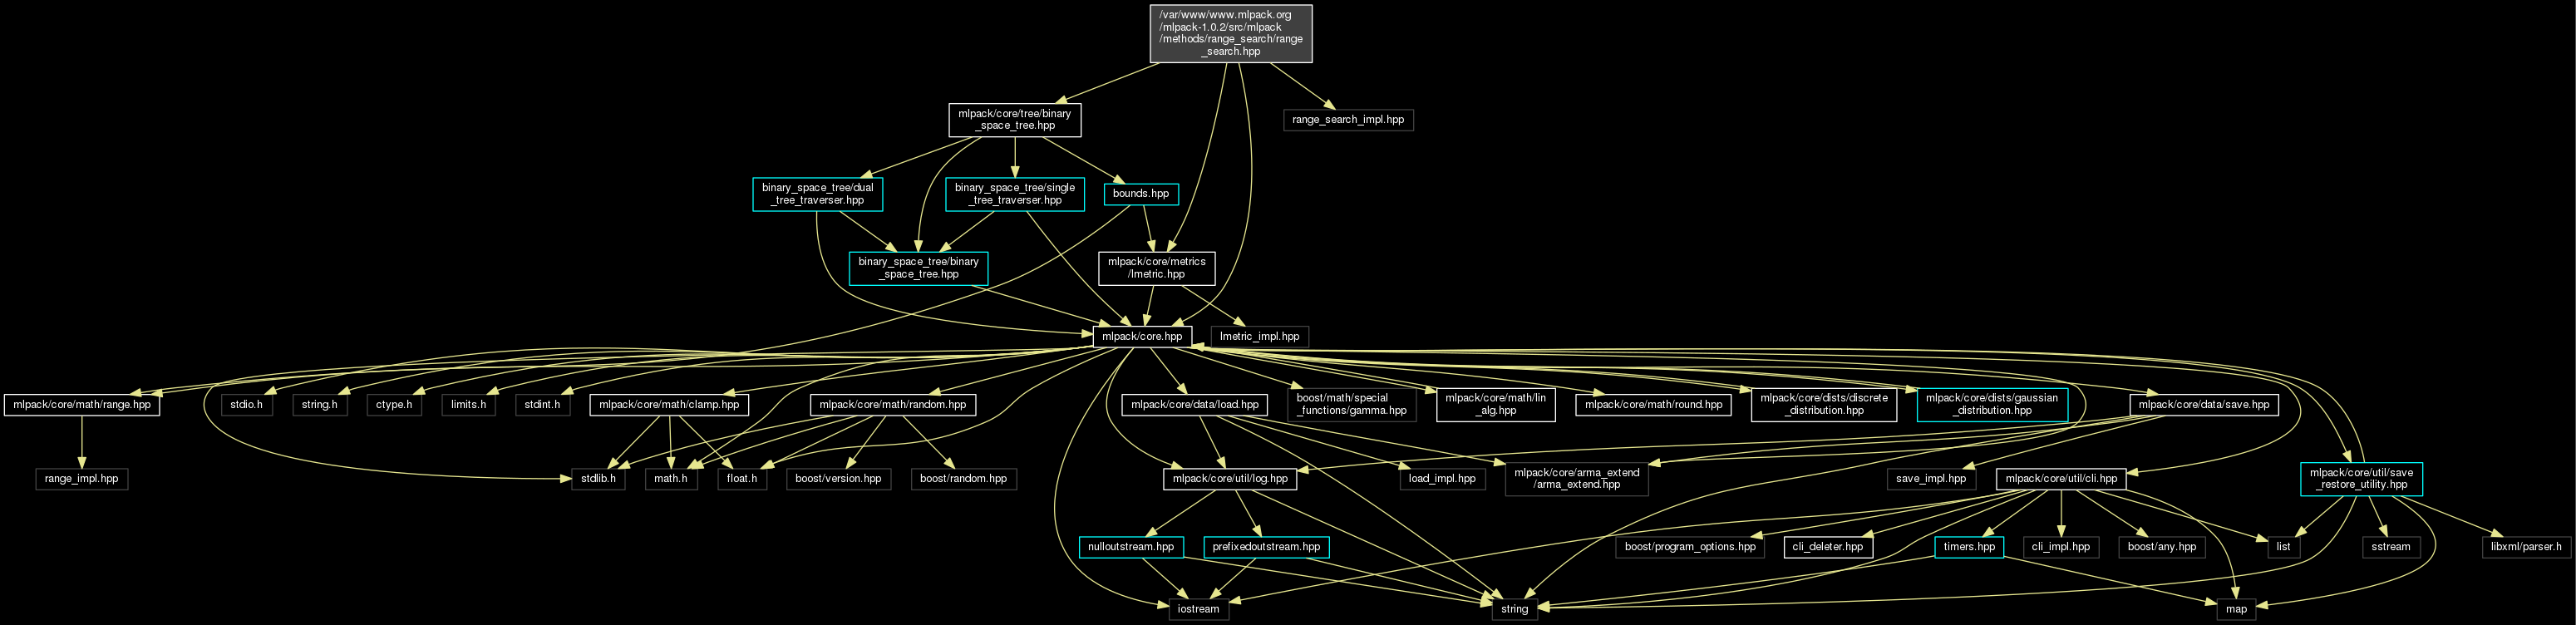 /var/www/www.mlpack.org
/mlpack-1.0.2/src/mlpack
/methods/range_search/range
_search.hpp
mlpack/core/tree/binary
_space_tree.hpp
range_search_impl.hpp
binary_space_tree/dual
_tree_traverser.hpp
binary_space_tree/single
_tree_traverser.hpp
bounds.hpp
binary_space_tree/binary
_space_tree.hpp
mlpack/core/metrics
/lmetric.hpp
mlpack/core.hpp
lmetric_impl.hpp
mlpack/core/math/range.hpp
stdio.h
string.h
ctype.h
limits.h
stdint.h
mlpack/core/math/clamp.hpp
mlpack/core/math/random.hpp
mlpack/core/data/load.hpp
boost/math/special
_functions/gamma.hpp
mlpack/core/math/lin
_alg.hpp
mlpack/core/math/round.hpp
mlpack/core/dists/discrete
_distribution.hpp
mlpack/core/dists/gaussian
_distribution.hpp
mlpack/core/data/save.hpp
range_impl.hpp
stdlib.h
math.h
float.h
boost/version.hpp
boost/random.hpp
mlpack/core/util/log.hpp
load_impl.hpp
mlpack/core/arma_extend
/arma_extend.hpp
save_impl.hpp
mlpack/core/util/cli.hpp
mlpack/core/util/save
_restore_utility.hpp
nulloutstream.hpp
prefixedoutstream.hpp
boost/program_options.hpp
cli_deleter.hpp
timers.hpp
cli_impl.hpp
boost/any.hpp
list
sstream
libxml/parser.h
iostream
string
map